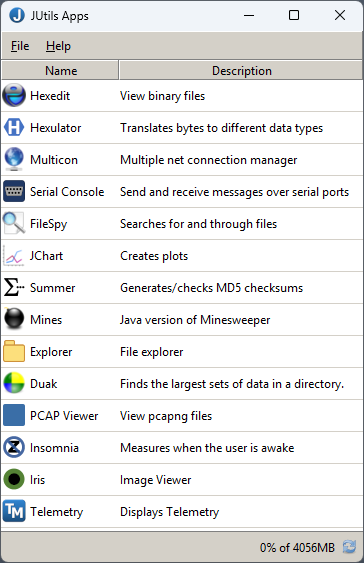 JUtils Apps
File Help
Name Description
Hexedit View binary files
Hexulator Translates bytes to different data types
Multicon Multiple net connection manager
Serial Console Send and receive messages over serial ports
FileSpy Searches for and through files
JChart Creates plots
Summer Generates/checks MD5 checksums
Mines Java version of Minesweeper
Explorer File explorer
Duak Finds the largest sets of data in a directory.
PCAP Viewer View pcapng files
Insomnia Measures when the user is awake
Iris Image Viewer
TM Telemetry Displays Telemetry
0% of 4056MB